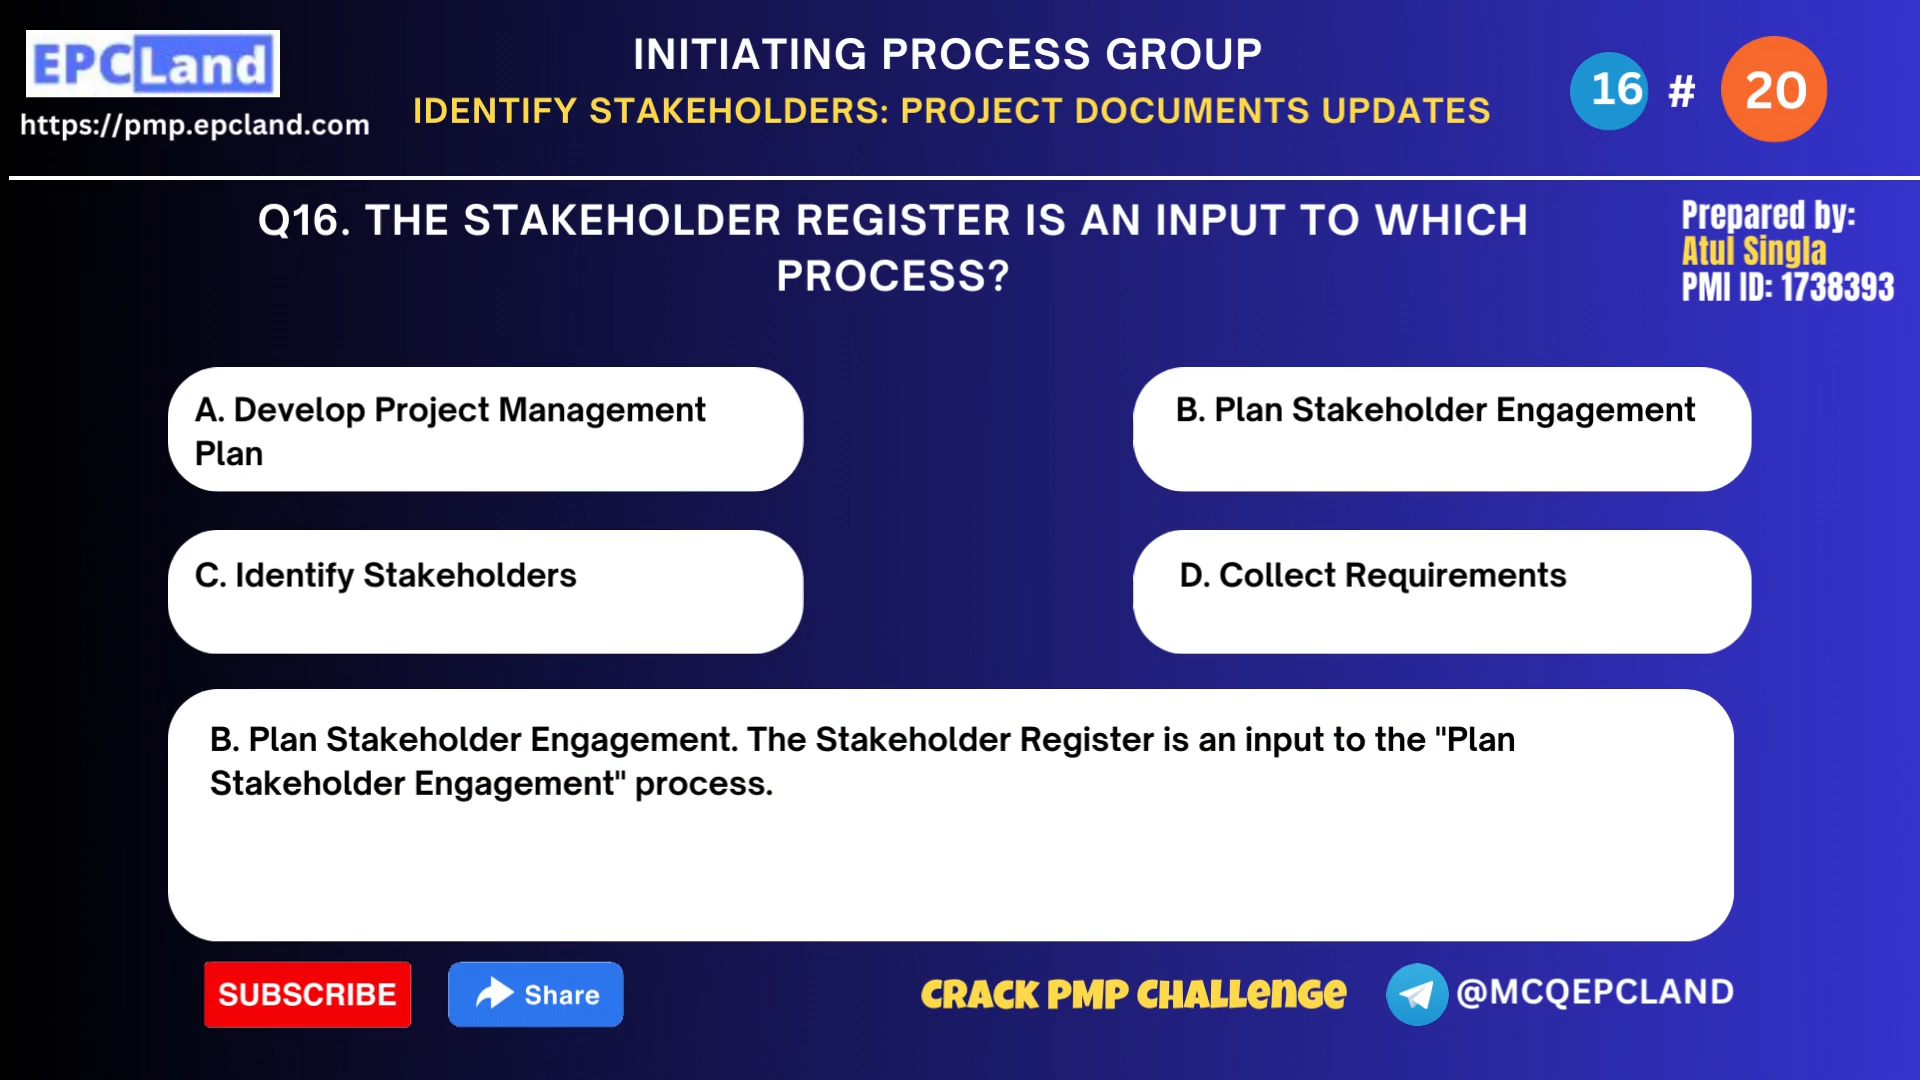 EPCLand
https://pmp.epcland.com
INITIATING PROCESS GROUP
IDENTIFY STAKEHOLDERS: PROJECT DOCUMENTS UPDATES
16 # 20
Q16. THE STAKEHOLDER REGISTER IS AN INPUT TO WHICH
PROCESS?
Prepared by:
Atul Singla
PMI ID: 1738393
A. Develop Project Management
Plan
B. Plan Stakeholder Engagement
C. Identify Stakeholders
D. Collect Requirements
B. Plan Stakeholder Engagement. The Stakeholder Register is an input to the "Plan
Stakeholder Engagement" process.
SUBSCRIBE
Share
CRACK PMP CHALLENGE
@MCQEPCLAND